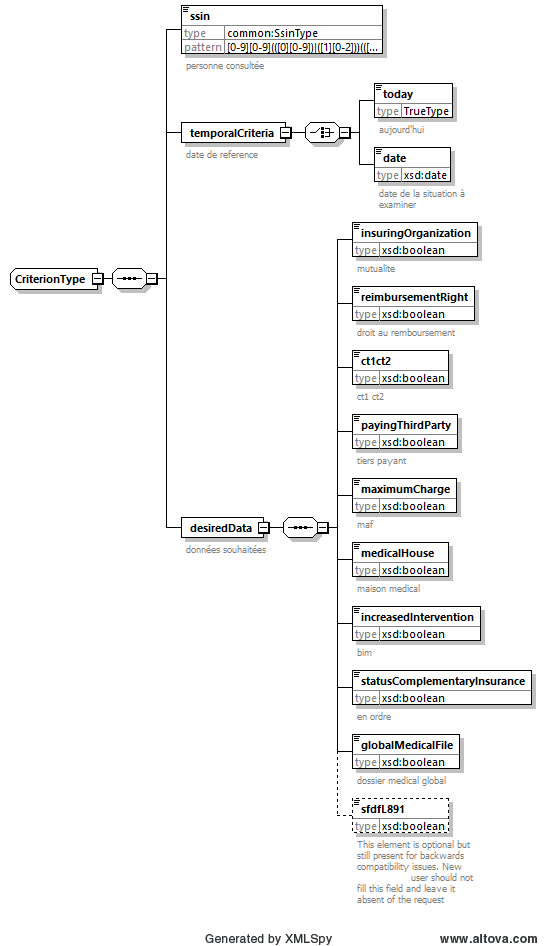 ssin
type common:SsinType
pattern [0-9][0-9](([0][0-9])|([1][0-2]))(([...
personne consultée
temporalCriteria
date de reference
today
type TrueType
aujourd'hui
date
type xsd:date
date de la situation à
examiner
CriterionType
insuringOrganization
type xsd:boolean
mutualite
reimbursementRight
type xsd:boolean
droit au remboursement
ct1ct2
type xsd:boolean
ct1 ct2
payingThirdParty
type xsd:boolean
tiers payant
maximumCharge
type xsd:boolean
maf
desiredData
données souhaitées
medicalHouse
type xsd:boolean
maison medical
increasedIntervention
type xsd:boolean
bim
statusComplementaryInsurance
type xsd:boolean
en ordre
globalMedicalFile
type xsd:boolean
dossier medical global
sfdfL891
type xsd:boolean
This element is optional but
still present for backwards
compatibility issues. New
user should not
fill this field and leave it
absent of the request
Generated by XMLSpy
www.altova.com